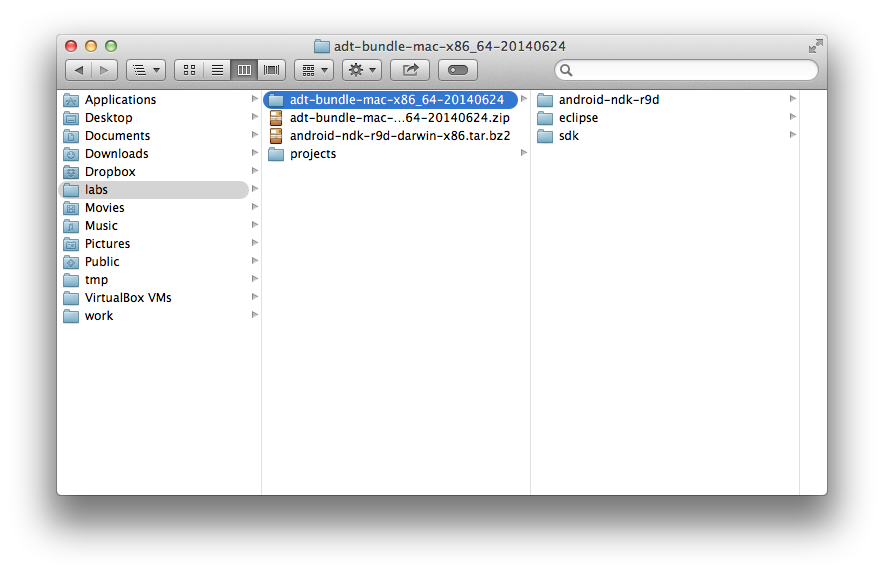 adt-bundle-mac-x86_64-20140624
Applications
Desktop
Documents
Downloads
Dropbox
labs
Movies
Music
Pictures
Public
tmp
VirtualBox VMs
work
adt-bundle-mac-x86_64-20140624
adt-bundle-mac-...64-20140624.zip
android-ndk-r9d-darwin-x86.tar.bz2
projects
android-ndk-r9d
eclipse
sdk